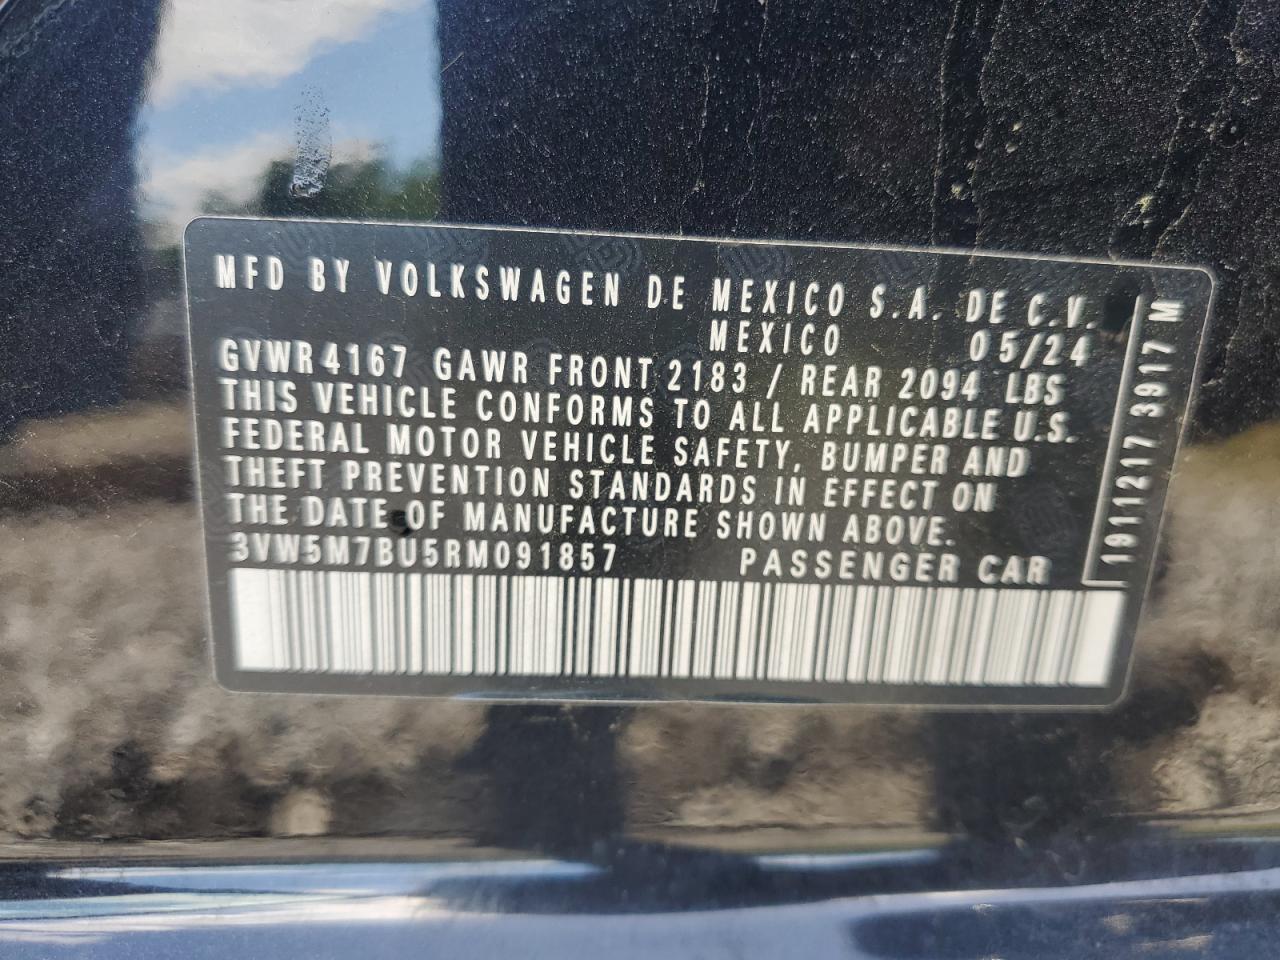 MFD BY VOLKSWAGEN DE MEXICO S.A. DE C.V.
MEXICO 05/24
GVWR 4167 GAWR FRONT 2183 / REAR 2094 LBS
THIS VEHICLE CONFORMS TO ALL APPLICABLE U.S.
FEDERAL MOTOR VEHICLE SAFETY, BUMPER AND
THEFT PREVENTION STANDARDS IN EFFECT ON
THE DATE OF MANUFACTURE SHOWN ABOVE.
3VW5M7BU5RM091857 PASSENGER CAR
1911217 3917 M